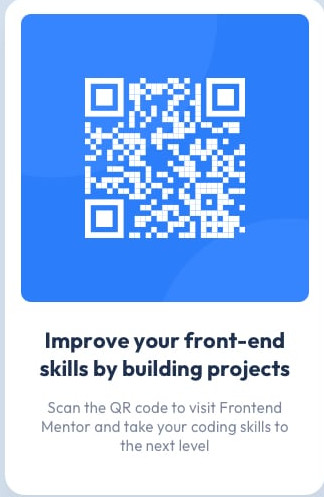 Improve your front-end
skills by building projects
Scan the QR code to visit Frontend
Mentor and take your coding skills to
the next level